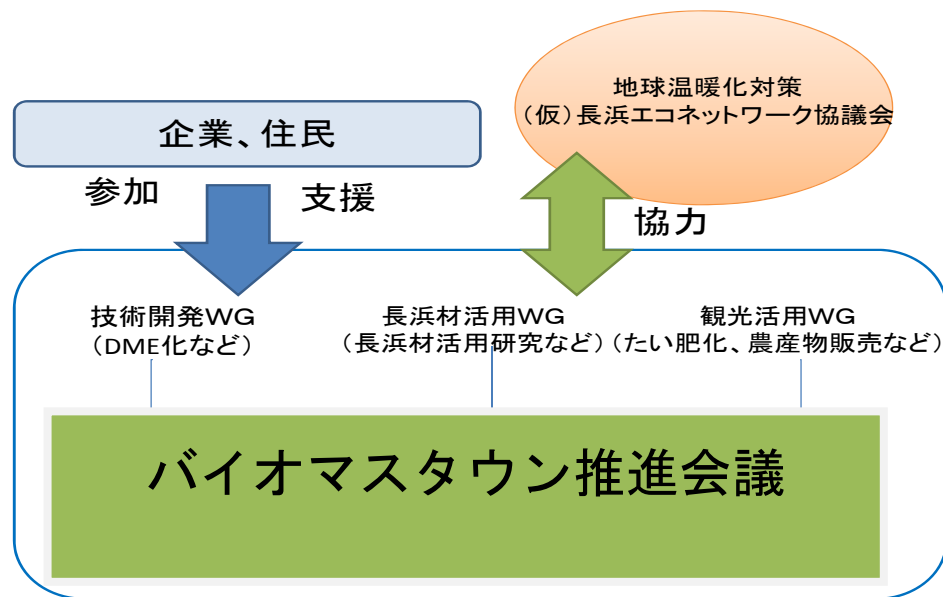 地球温暖化対策
(仮)長浜エコネットワーク協議会
企業、住民
参加
支援
協力
技術開発WG
(DME化など)
長浜材活用WG
(長浜材活用研究など)
観光活用WG
(たい肥化、農産物販売など)
バイオマスタウン推進会議